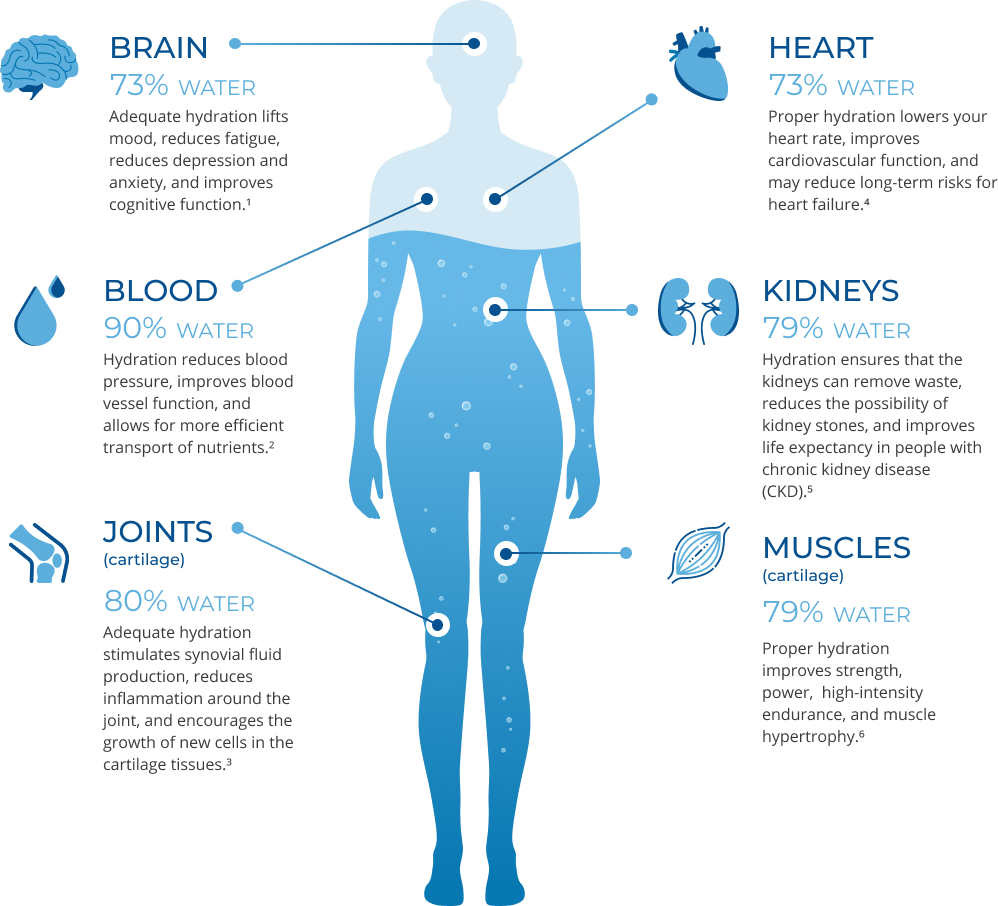 BRAIN
73% WATER
Adequate hydration lifts
mood, reduces fatigue,
reduces depression and
anxiety, and improves
cognitive function.¹
BLOOD
90% WATER
Hydration reduces blood
pressure, improves blood
vessel function, and
allows for more efficient
transport of nutrients.²
JOINTS
(cartilage)
80% WATER
Adequate hydration
stimulates synovial fluid
production, reduces
inflammation around the
joint, and encourages the
growth of new cells in the
cartilage tissues.³
HEART
73% WATER
Proper hydration lowers your
heart rate, improves
cardiovascular function, and
may reduce long-term risks for
heart failure.⁴
KIDNEYS
79% WATER
Hydration ensures that the
kidneys can remove waste,
reduces the possibility of
kidney stones, and improves
life expectancy in people with
chronic kidney disease
(CKD).⁵
MUSCLES
(cartilage)
79% WATER
Proper hydration
improves strength,
power, high-intensity
endurance, and muscle
hypertrophy.⁶